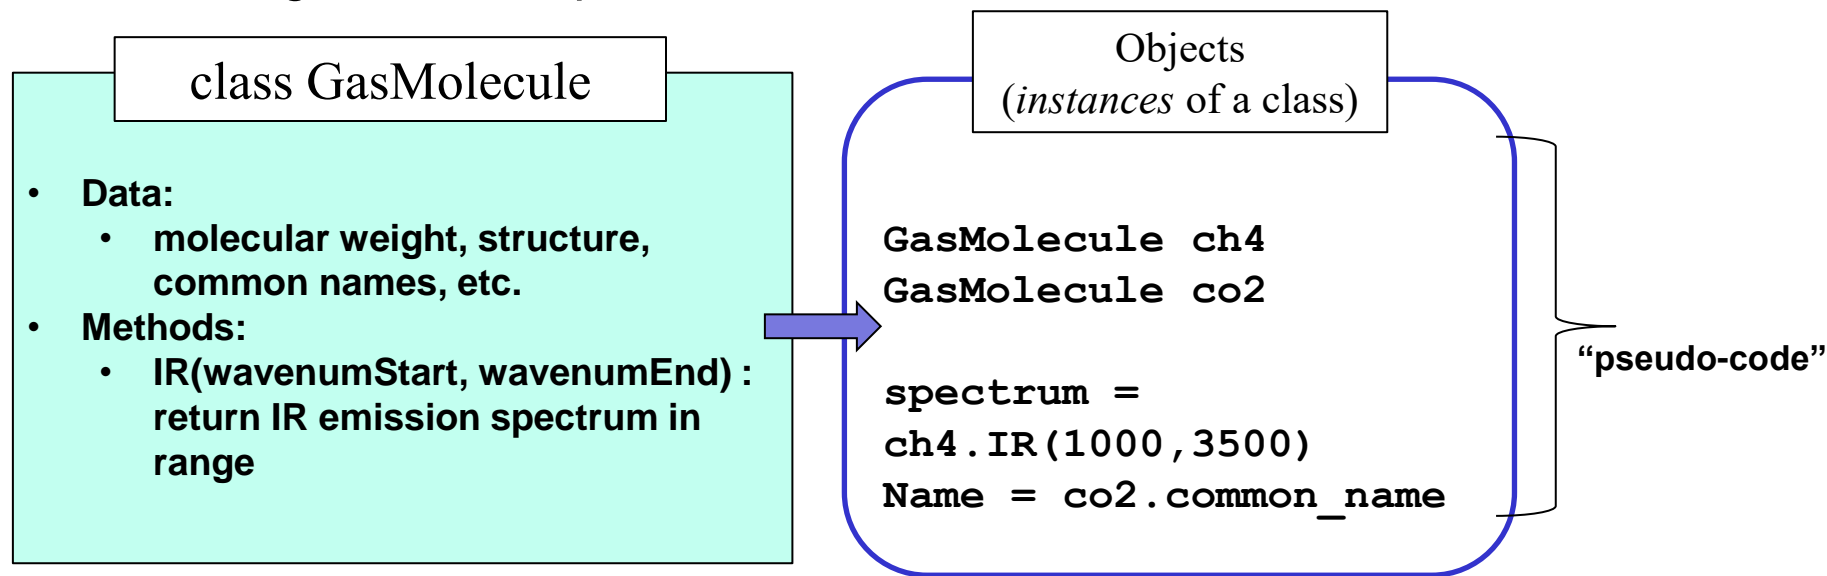 class GasMolecule
• Data:
• molecular weight, structure,
common names, etc.
• Methods:
• IR(wavenumStart, wavenumEnd) :
return IR emission spectrum in
range
Objects
(instances of a class)
GasMolecule ch4
GasMolecule co2
spectrum =
ch4.IR(1000,3500)
Name = co2.common_name
“pseudo-code”